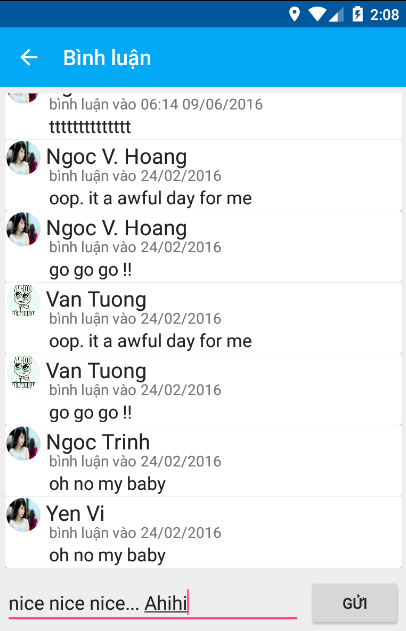 2:08
Bình luận
bình luận vào 06:14 09/06/2016
tttttttttttttt
Ngoc V. Hoang
bình luận vào 24/02/2016
oop. it a awful day for me
Ngoc V. Hoang
bình luận vào 24/02/2016
go go go !!
Van Tuong
bình luận vào 24/02/2016
oop. it a awful day for me
Van Tuong
bình luận vào 24/02/2016
go go go !!
Ngoc Trinh
bình luận vào 24/02/2016
oh no my baby
Yen Vi
bình luận vào 24/02/2016
oh no my baby
nice nice nice... Ahihi
GỬI